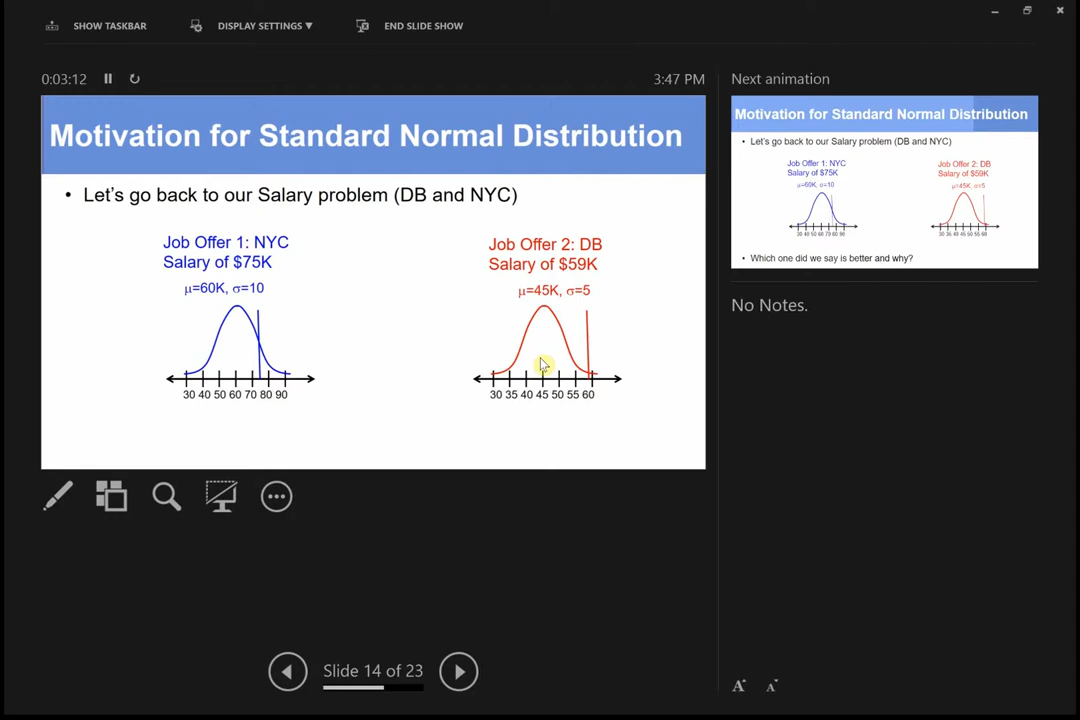 SHOW TASKBAR
DISPLAY SETTINGS ▼
END SLIDE SHOW
0:03:12
3:47 PM
Motivation for Standard Normal Distribution
• Let's go back to our Salary problem (DB and NYC)
Job Offer 1: NYC
Salary of $75K
μ=60K, σ=10
30 40 50 60 70 80 90
Job Offer 2: DB
Salary of $59K
μ=45K, σ=5
30 35 40 45 50 55 60
Next animation
Motivation for Standard Normal Distribution
• Let's go back to our Salary problem (DB and NYC)
Job Offer 1: NYC
Salary of $75K
μ=60K, σ=10
30 40 50 60 70 80 90
Job Offer 2: DB
Salary of $59K
μ=45K, σ=5
30 35 40 45 50 55 60
• Which one did we say is better and why?
No Notes.
Slide 14 of 23
A A